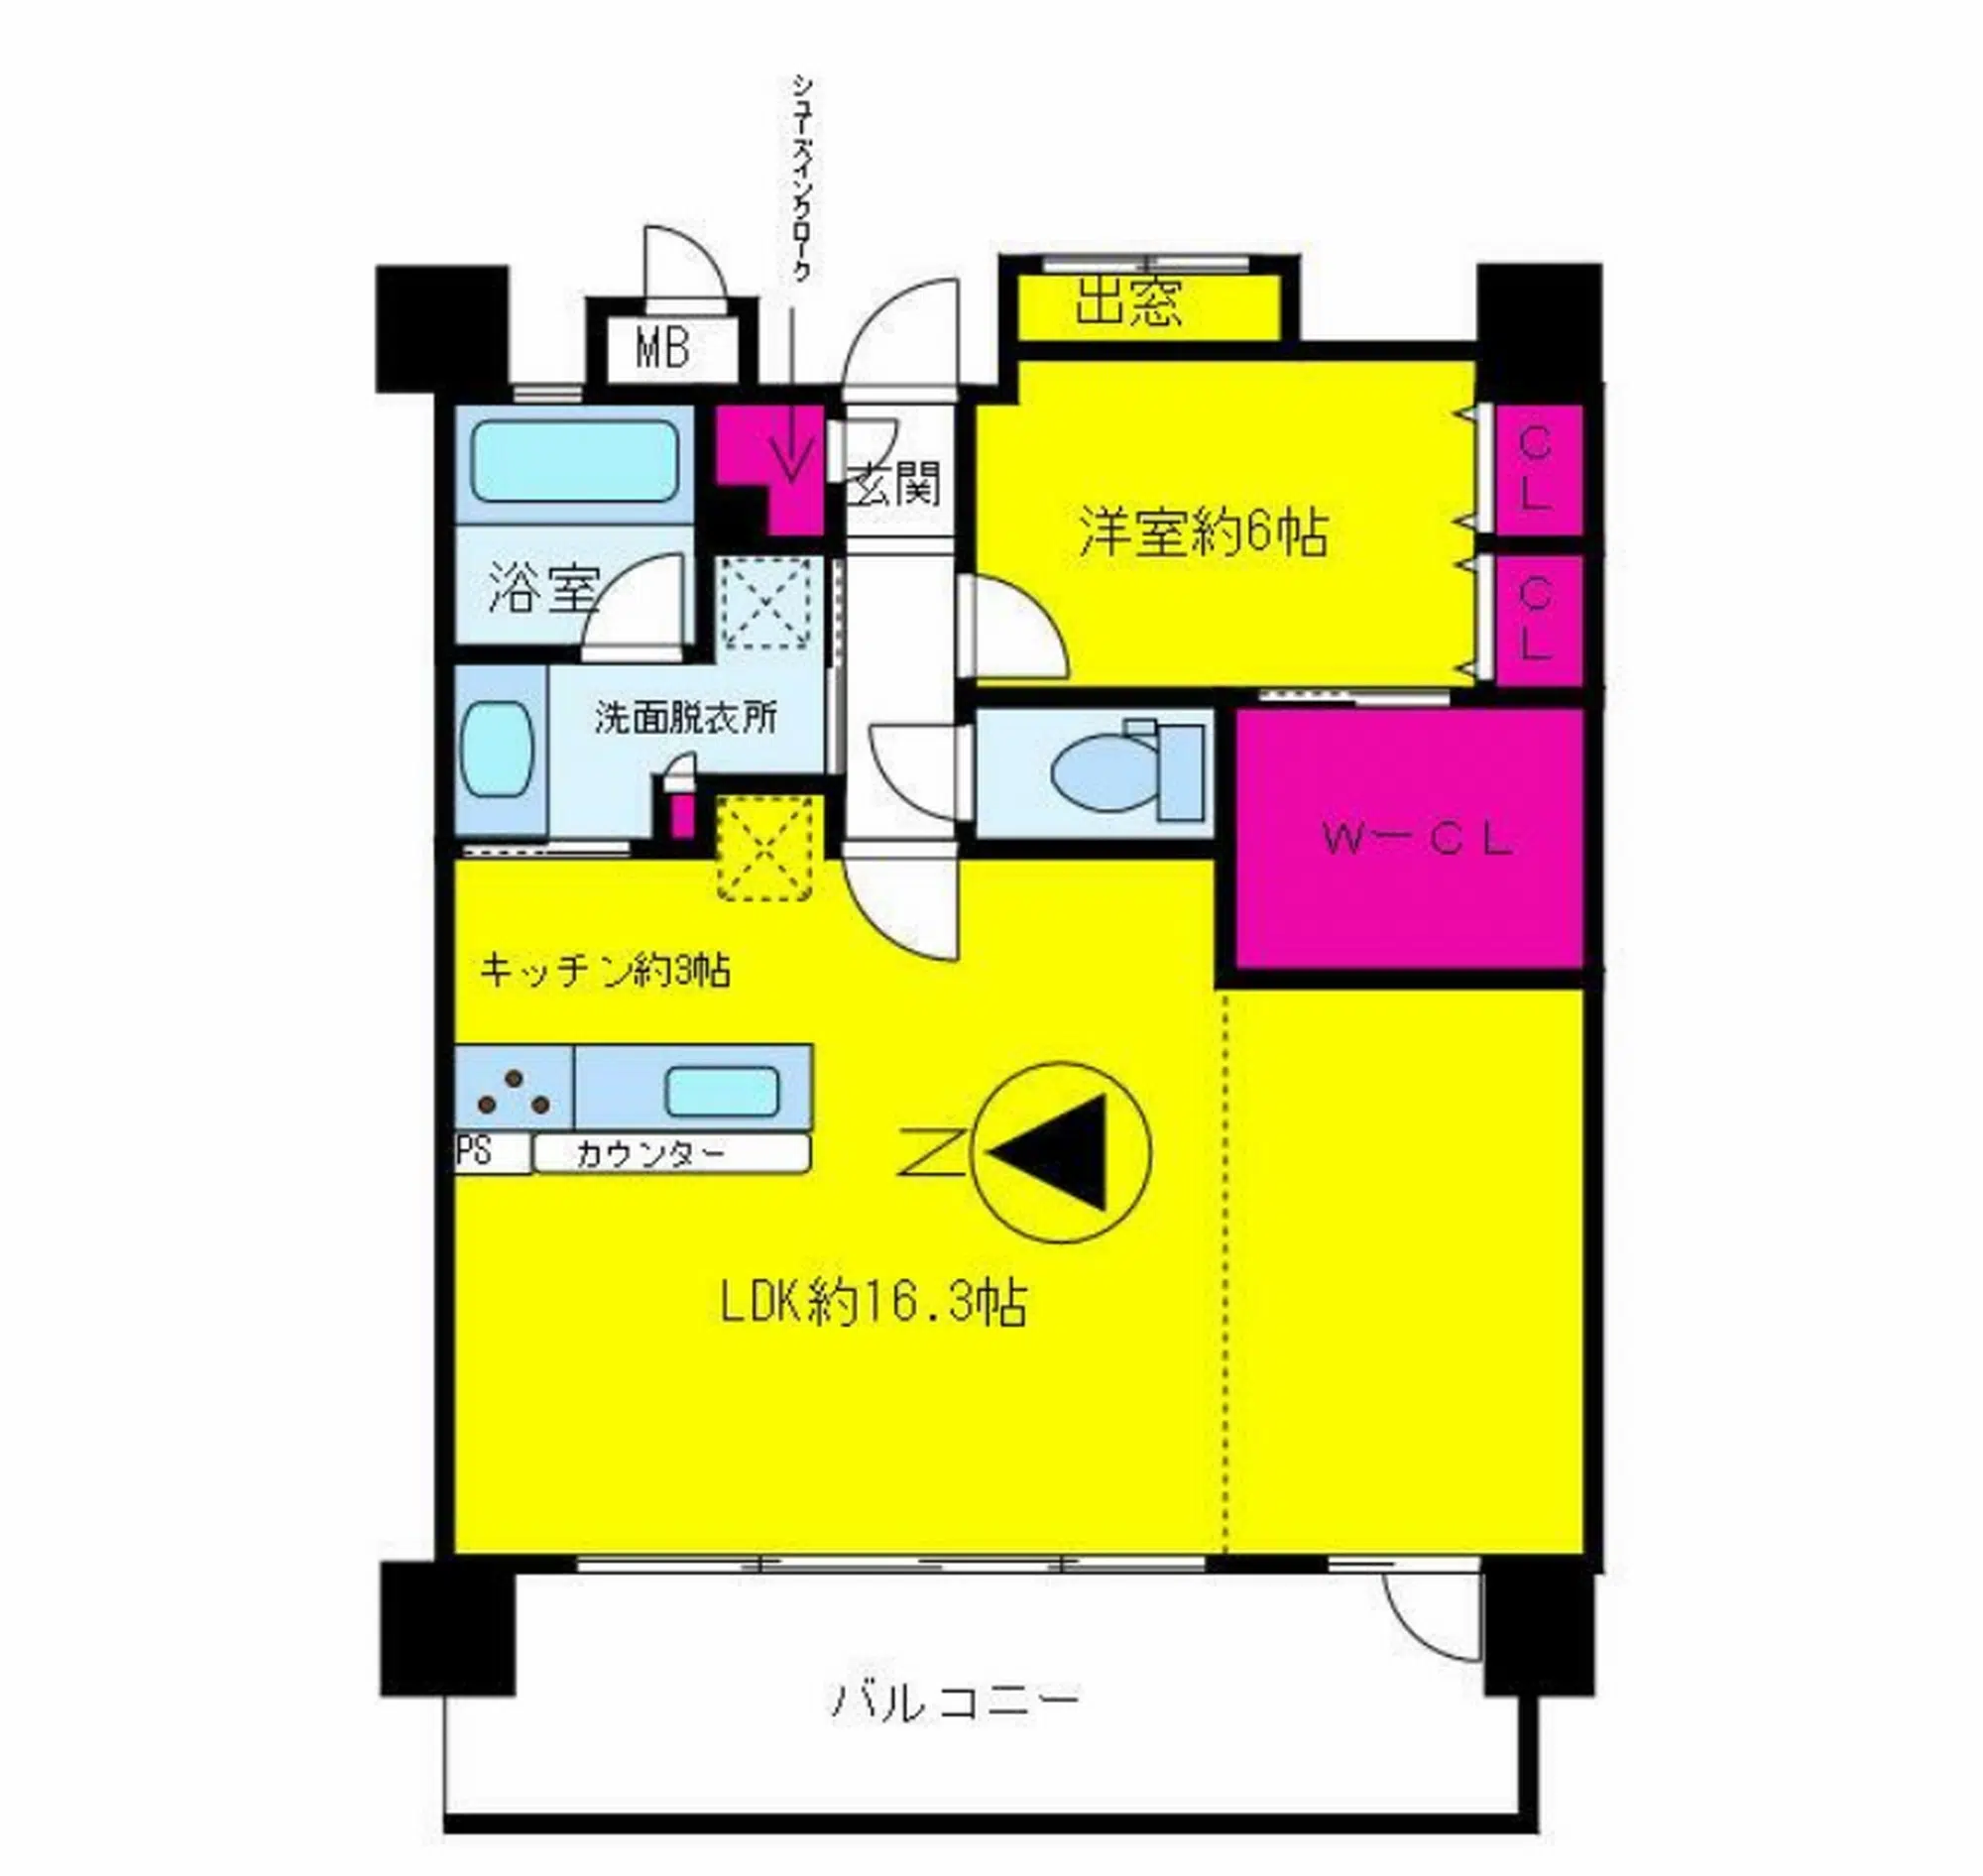 シューズインクローク
MB
出窓
玄関
CL
洋室約6帖
浴室
CL
洗面脱衣所
W－CL
キッチン約3帖
PS
カウンター
N
LDK約16.3帖
バルコニー